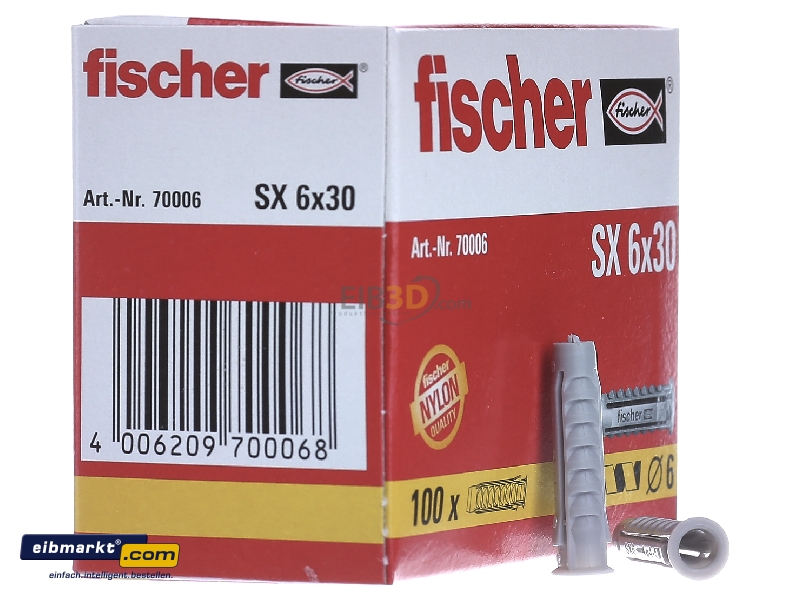 fischer fischer®
Art.-Nr. 70006 SX 6x30
4 006209 700068
fischer fischer®
Art.-Nr. 70006
SX 6x30
EIB3D
fischer
NYLON
QUALITY
fischer
100 x Ø 6
eibmarkt®.com
einfach.intelligent.bestellen.